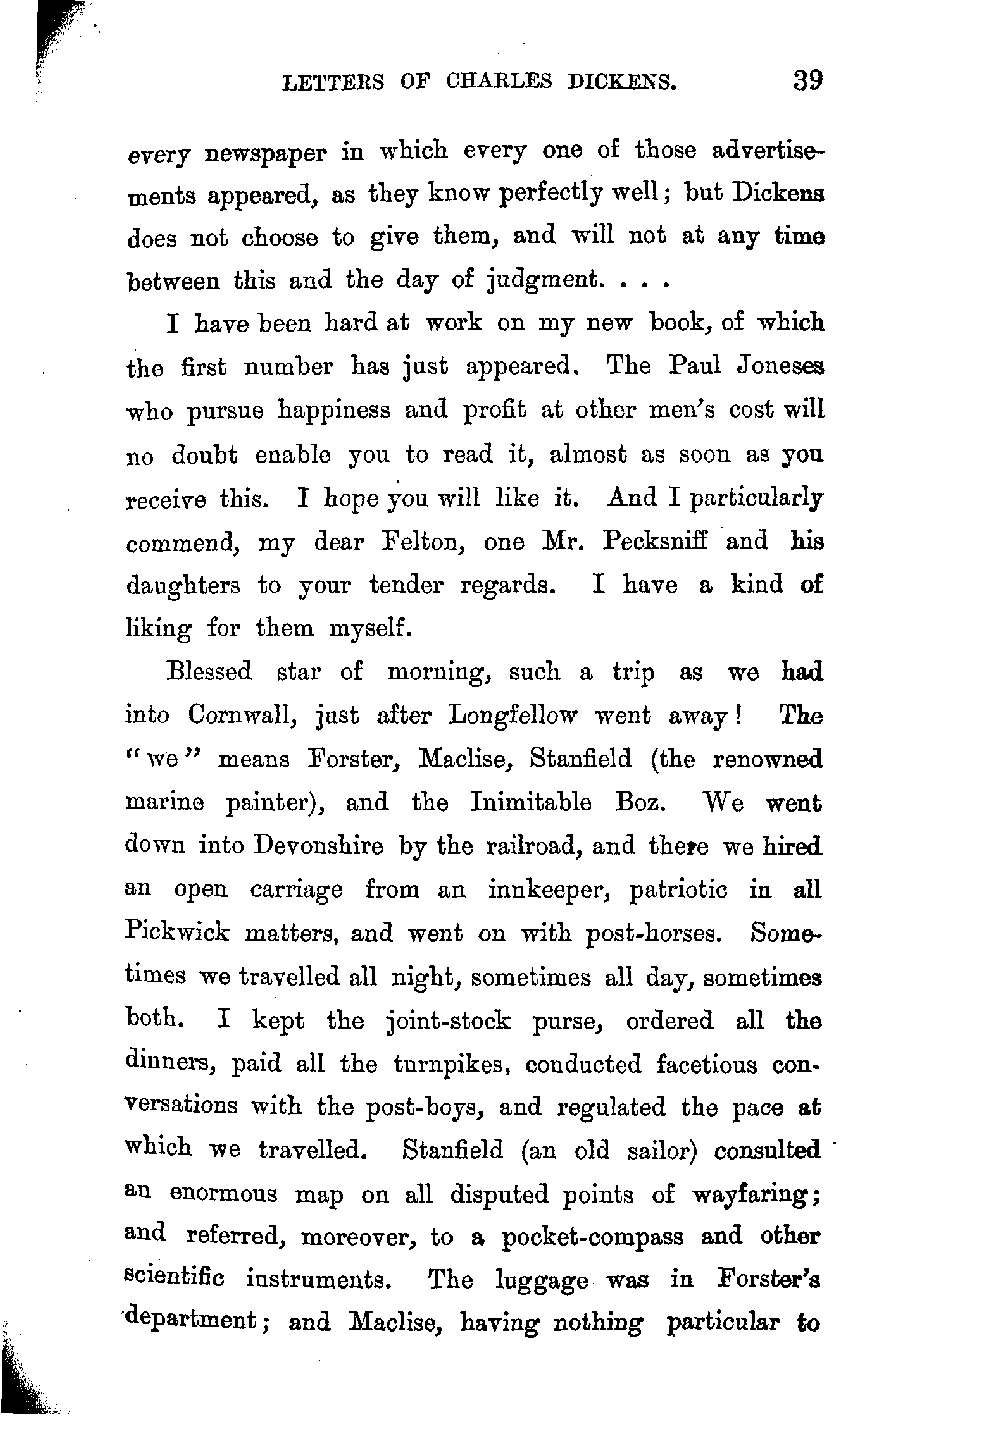 LETTERS OF CHARLES DICKENS. 39
every newspaper in which every one of those advertise-
ments appeared, as they know perfectly well; but Dickens
does not choose to give them, and will not at any time
between this and the day of judgment. . . .
I have been hard at work on my new book, of which
the first number has just appeared. The Paul Joneses
who pursue happiness and profit at other men's cost will
no doubt enable you to read it, almost as soon as you
receive this. I hope you will like it. And I particularly
commend, my dear Felton, one Mr. Pecksniff and his
daughters to your tender regards. I have a kind of
liking for them myself.
Blessed star of morning, such a trip as we had
into Cornwall, just after Longfellow went away! The
"we" means Forster, Maclise, Stanfield (the renowned
marine painter), and the Inimitable Boz. We went
down into Devonshire by the railroad, and there we hired
an open carriage from an innkeeper, patriotic in all
Pickwick matters, and went on with post-horses. Some-
times we travelled all night, sometimes all day, sometimes
both. I kept the joint-stock purse, ordered all the
dinners, paid all the turnpikes, conducted facetious con-
versations with the post-boys, and regulated the pace at
which we travelled. Stanfield (an old sailor) consulted
an enormous map on all disputed points of wayfaring;
and referred, moreover, to a pocket-compass and other
scientific instruments. The luggage was in Forster's
department; and Maclise, having nothing particular to